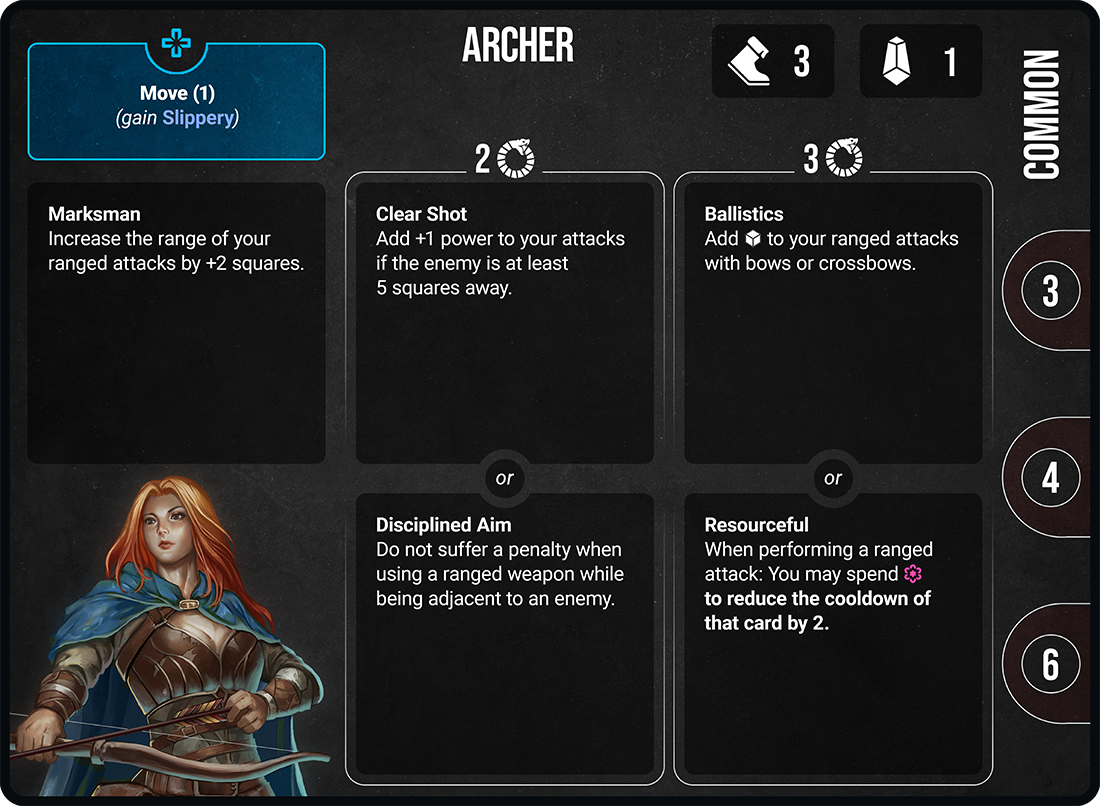 ARCHER
3
1
COMMON
Move (1)
(gain Slippery)
2
3
Marksman
Increase the range of your
ranged attacks by +2 squares.
Clear Shot
Add +1 power to your attacks
if the enemy is at least
5 squares away.
Ballistics
Add to your ranged attacks
with bows or crossbows.
or
or
Disciplined Aim
Do not suffer a penalty when
using a ranged weapon while
being adjacent to an enemy.
Resourceful
When performing a ranged
attack: You may spend
to reduce the cooldown of
that card by 2.
3
4
6